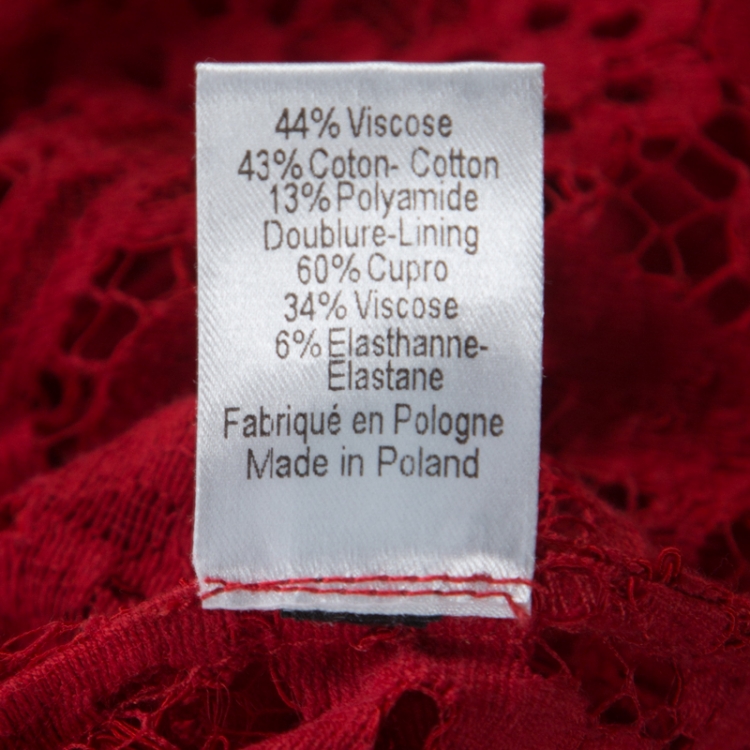 44% Viscose
43% Coton- Cotton
13% Polyamide
Doublure-Lining
60% Cupro
34% Viscose
6% Elasthanne-
Elastane
Fabriqué en Pologne
Made in Poland